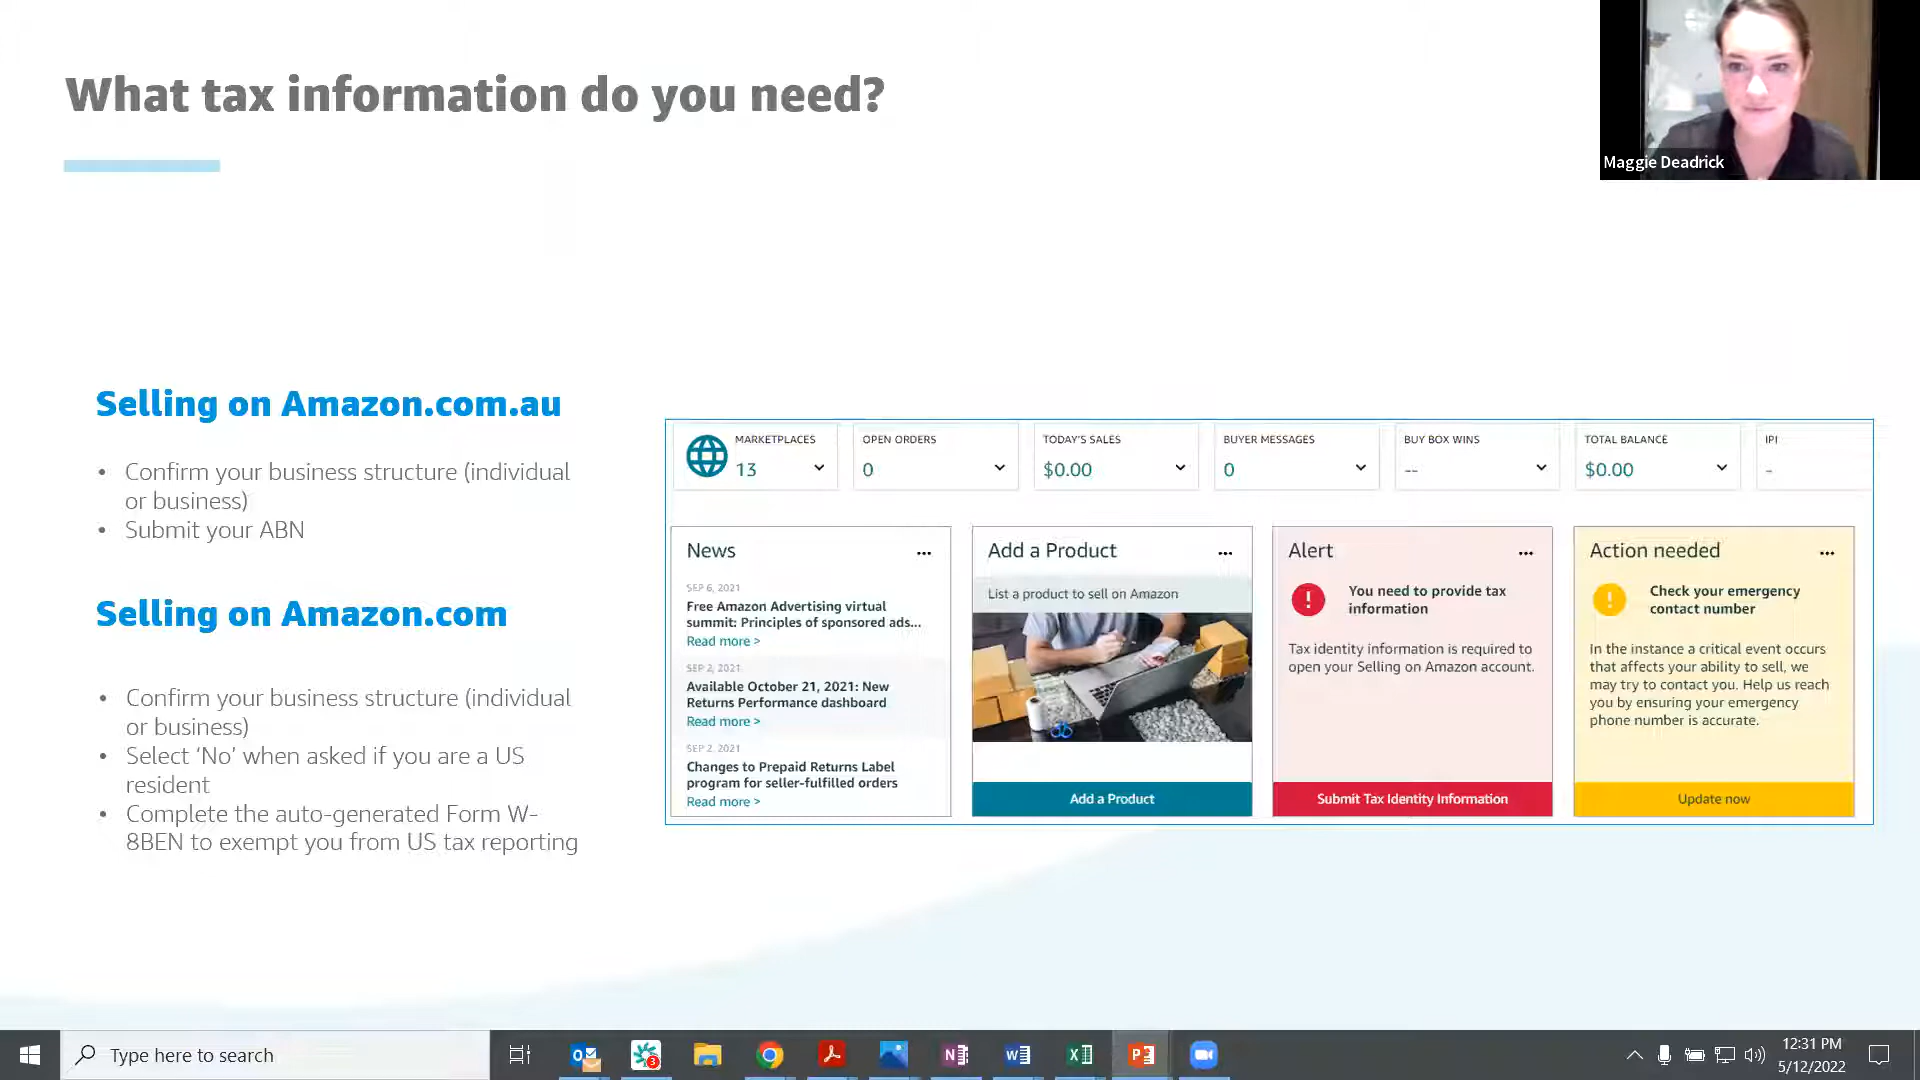 What tax information do you need?
Maggie Deadrick
Selling on Amazon.com.au
• Confirm your business structure (individual
or business)
• Submit your ABN
Selling on Amazon.com
• Confirm your business structure (individual
or business)
• Select ‘No’ when asked if you are a US
resident
• Complete the auto-generated Form W-
8BEN to exempt you from US tax reporting
MARKETPLACES
13
OPEN ORDERS
0
TODAY'S SALES
$0.00
BUYER MESSAGES
0
BUY BOX WINS
--
TOTAL BALANCE
$0.00
IPI
-
News
SEP 6, 2021
Free Amazon Advertising virtual
summit: Principles of sponsored ads...
Read more >
SEP 2, 2021
Available October 21, 2021: New
Returns Performance dashboard
Read more >
SEP 2, 2021
Changes to Prepaid Returns Label
program for seller-fulfilled orders
Read more >
Add a Product
List a product to sell on Amazon
Add a Product
Alert
You need to provide tax
information
Tax identity information is required to
open your Selling on Amazon account.
Submit Tax Identity Information
Action needed
Check your emergency
contact number
In the instance a critical event occurs
that affects your ability to sell, we
may try to contact you. Help us reach
you by ensuring your emergency
phone number is accurate.
Update now
Type here to search
3
12:31 PM
5/12/2022